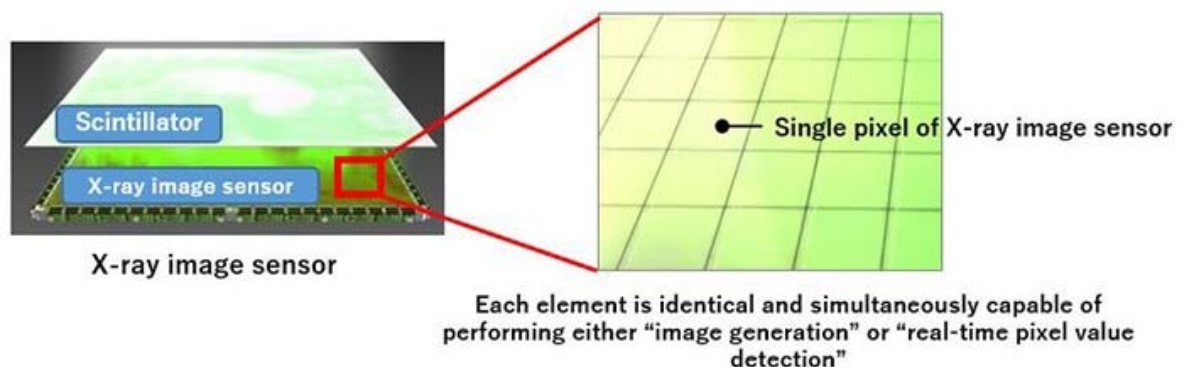 Scintillator
X-ray image sensor
X-ray image sensor
Single pixel of X-ray image sensor
Each element is identical and simultaneously capable of
performing either “image generation” or “real-time pixel value
detection”